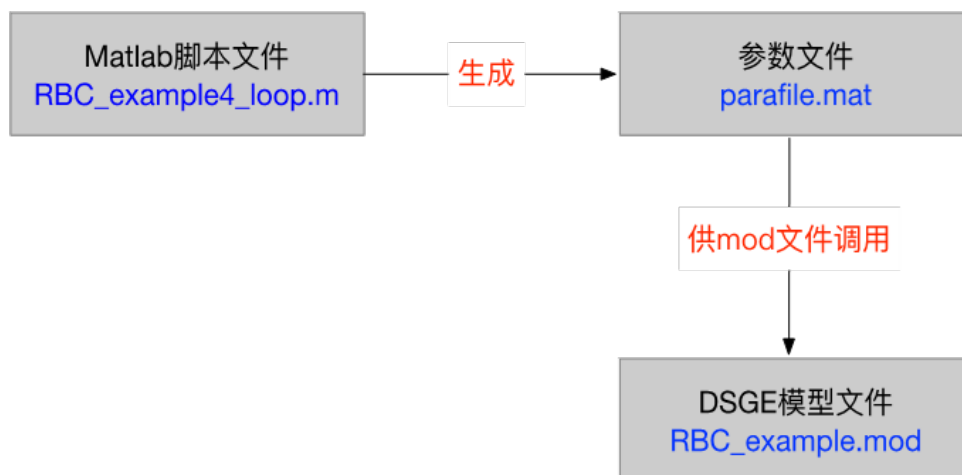 Matlab脚本文件
RBC_example4_loop.m
生成
参数文件
parafile.mat
供mod文件调用
DSGE模型文件
RBC_example.mod